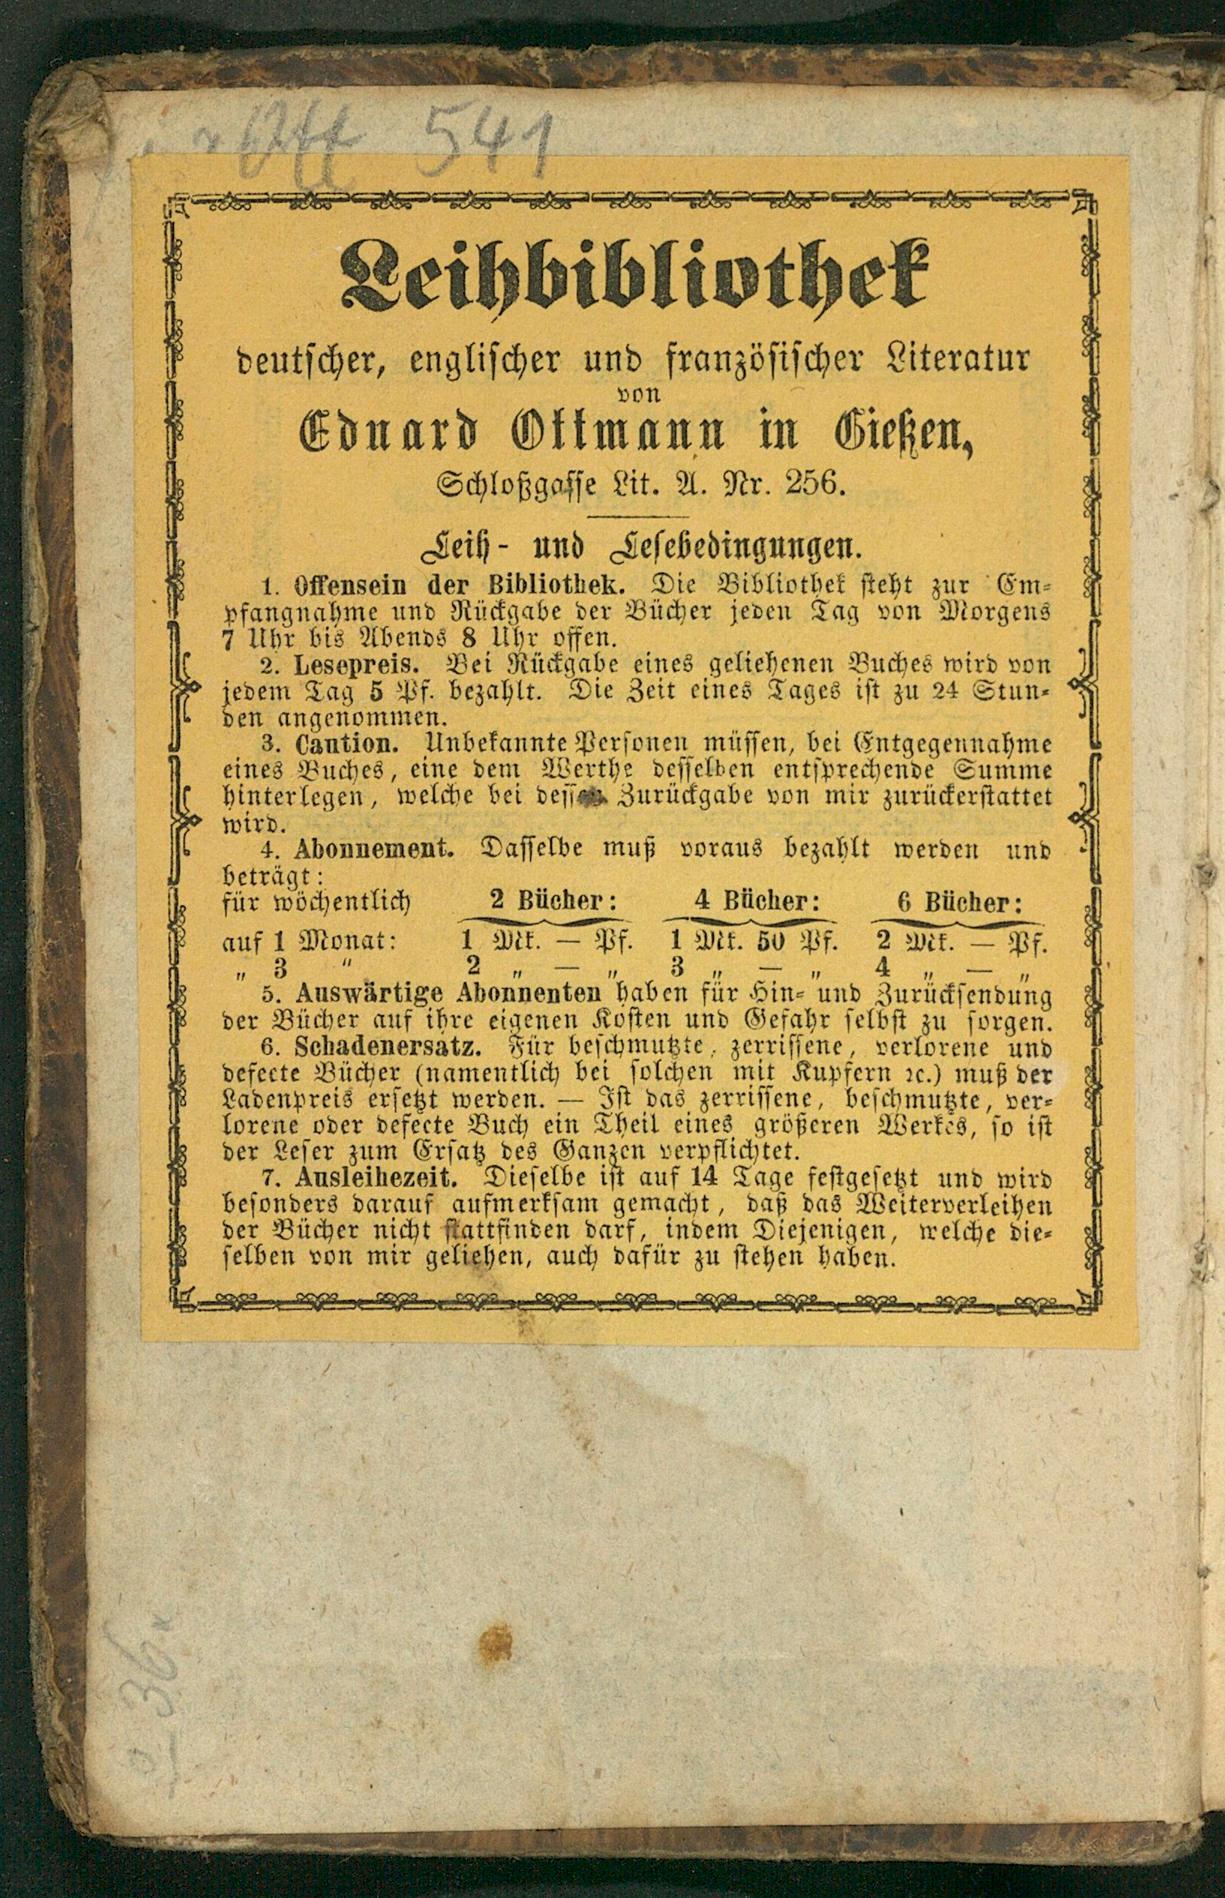 541
Leihbibliothek
deutscher, englischer und französischer Literatur
von
Eduard Ottmann in Gießen,
Schloßgasse Lit. A. Nr. 256.
Leih- und Lesebedingungen.
1. Offensein der Bibliothek. Die Bibliothek steht zur Em-
pfangnahme und Rückgabe der Bücher jeden Tag von Morgens
7 Uhr bis Abends 8 Uhr offen.
2. Lesepreis. Bei Rückgabe eines geliehenen Buches wird von
jedem Tag 5 Pf. bezahlt. Die Zeit eines Tages ist zu 24 Stun-
den angenommen.
3. Caution. Unbekannte Personen müssen, bei Entgegennahme
eines Buches, eine dem Werthe desselben entsprechende Summe
hinterlegen, welche bei dessen Zurückgabe von mir zurückerstattet
wird.
4. Abonnement. Dasselbe muß voraus bezahlt werden und
beträgt:
für wöchentlich 2 Bücher: 4 Bücher: 6 Bücher:
auf 1 Monat: 1 Mk. — Pf. 1 Mk. 50 Pf. 2 Mk. — Pf.
„ 3 „ 2 „ — „ 3 „ — „ 4 „ — „
5. Auswärtige Abonnenten haben für Hin- und Zurücksendung
der Bücher auf ihre eigenen Kosten und Gefahr selbst zu sorgen.
6. Schadenersatz. Für beschmutzte, zerrissene, verlorene und
defecte Bücher (namentlich bei solchen mit Kupfern ꝛc.) muß der
Ladenpreis ersetzt werden. — Ist das zerrissene, beschmutzte, ver-
lorene oder defecte Buch ein Theil eines größeren Werkes, so ist
der Leser zum Ersatz des Ganzen verpflichtet.
7. Ausleihezeit. Dieselbe ist auf 14 Tage festgesetzt und wird
besonders darauf aufmerksam gemacht, daß das Weiterverleihen
der Bücher nicht stattfinden darf, indem Diejenigen, welche die-
selben von mir geliehen, auch dafür zu stehen haben.